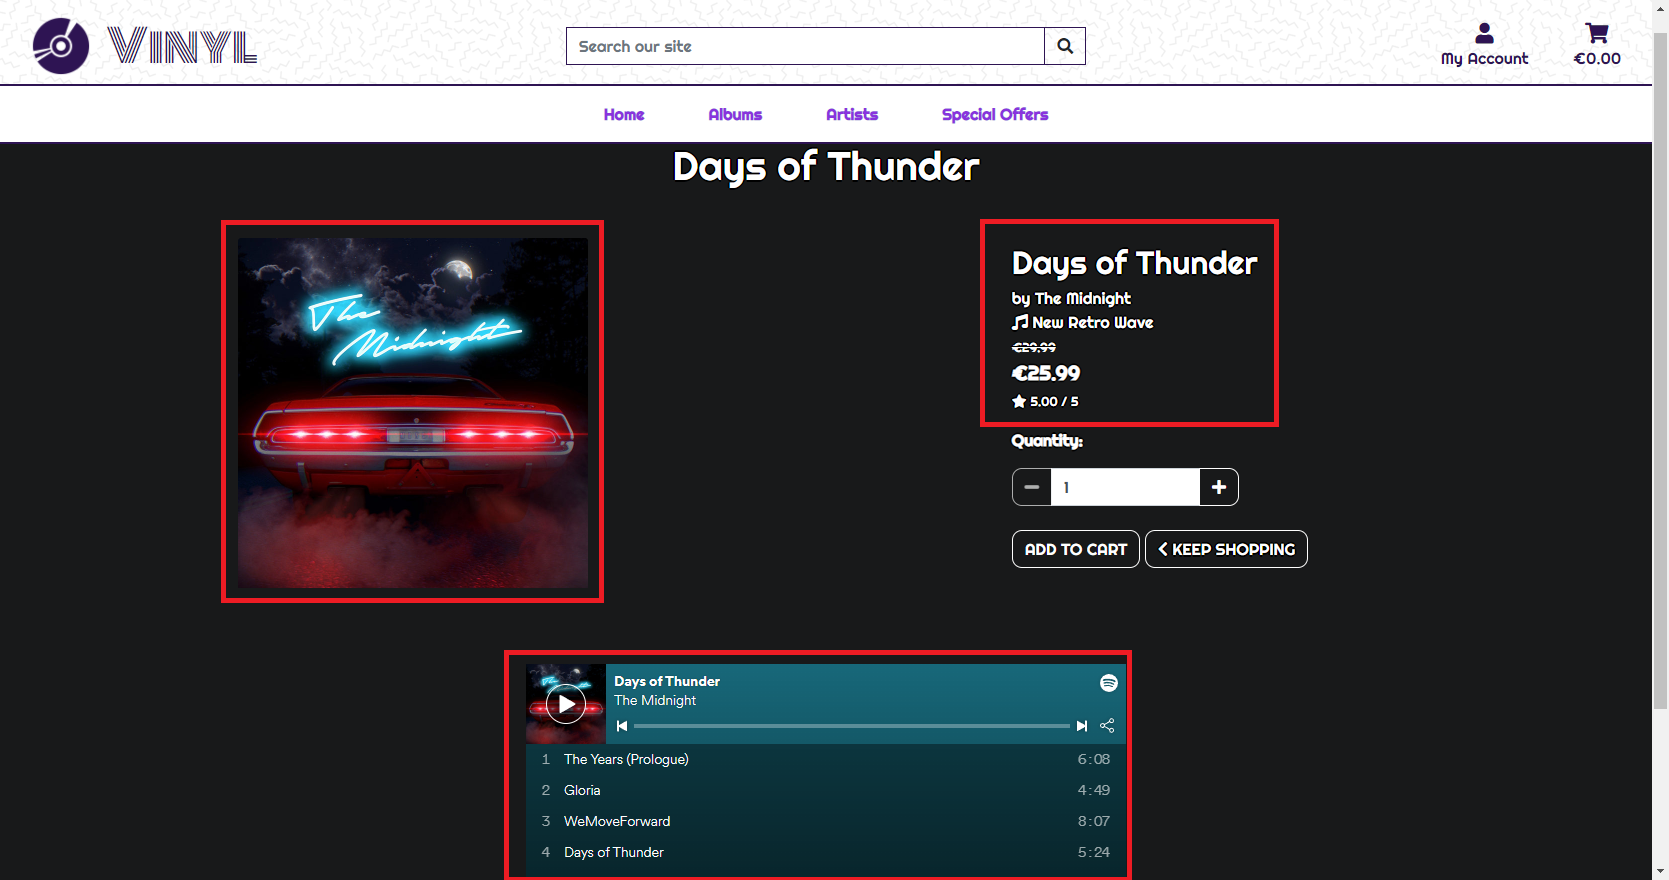 VINYL
Search our site
My Account
€0.00
Home Albums Artists Special Offers
Days of Thunder
The Midnight
Days of Thunder
by The Midnight
New Retro Wave
€29.99
€25.99
5.00 / 5
Quantity:
1
ADD TO CART KEEP SHOPPING
The Midnight
Days of Thunder
The Midnight
1 The Years (Prologue) 6:08
2 Gloria 4:49
3 WeMoveForward 8:07
4 Days of Thunder 5:24